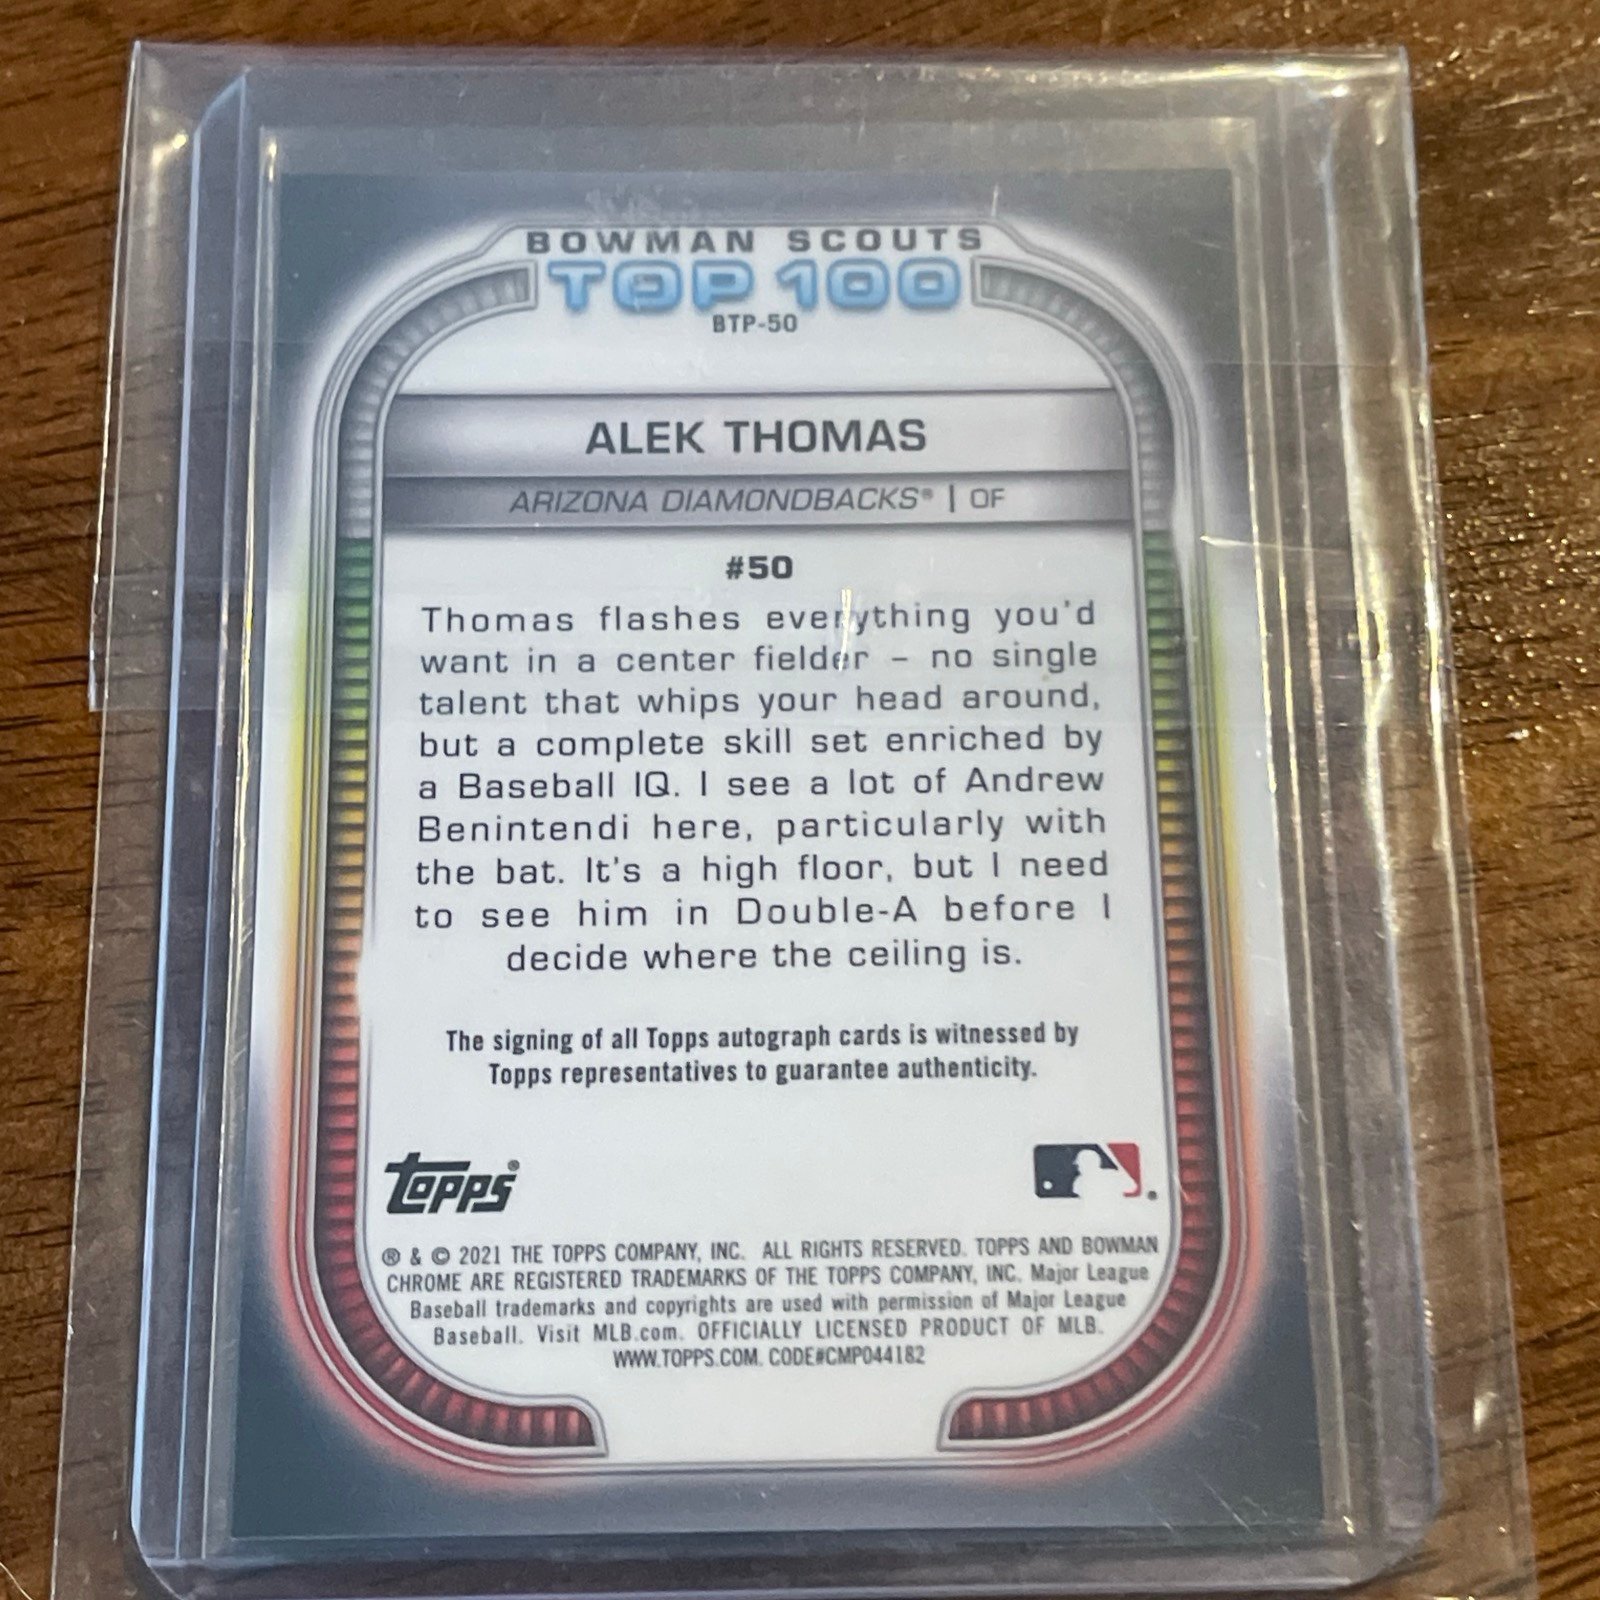 BOWMAN SCOUTS
TOP 100
BTP-50
ALEK THOMAS
ARIZONA DIAMONDBACKS® | OF
#50
Thomas flashes everything you'd
want in a center fielder – no single
talent that whips your head around,
but a complete skill set enriched by
a Baseball IQ. I see a lot of Andrew
Benintendi here, particularly with
the bat. It's a high floor, but I need
to see him in Double-A before I
decide where the ceiling is.
The signing of all Topps autograph cards is witnessed by
Topps representatives to guarantee authenticity.
topps®
® & © 2021 THE TOPPS COMPANY, INC. ALL RIGHTS RESERVED. TOPPS AND BOWMAN
CHROME ARE REGISTERED TRADEMARKS OF THE TOPPS COMPANY, INC. Major League
Baseball trademarks and copyrights are used with permission of Major League
Baseball. Visit MLB.com. OFFICIALLY LICENSED PRODUCT OF MLB.
WWW.TOPPS.COM. CODE#CMP044182